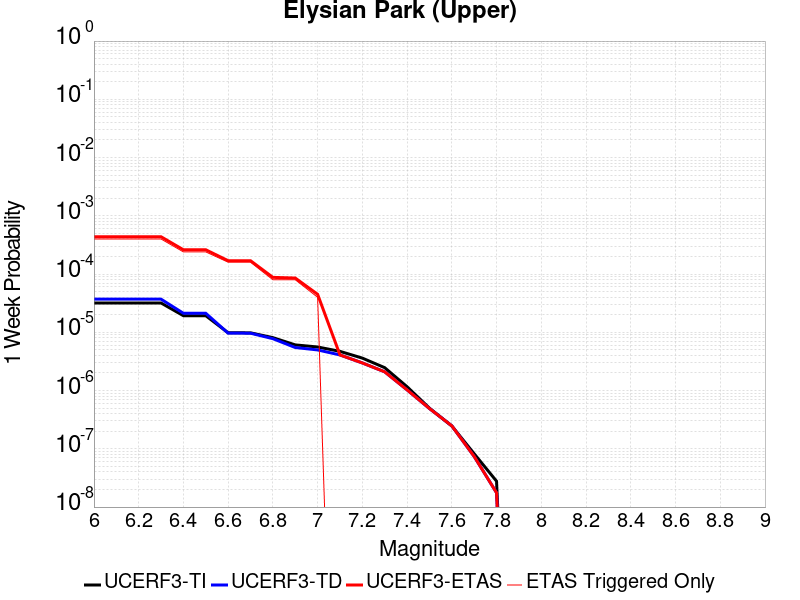 Elysian Park (Upper)
10^0
10^-1
10^-2
10^-3
10^-4
10^-5
10^-6
10^-7
10^-8
1 Week Probability
6 6.2 6.4 6.6 6.8 7 7.2 7.4 7.6 7.8 8 8.2 8.4 8.6 8.8 9
Magnitude
UCERF3-TI UCERF3-TD UCERF3-ETAS ETAS Triggered Only